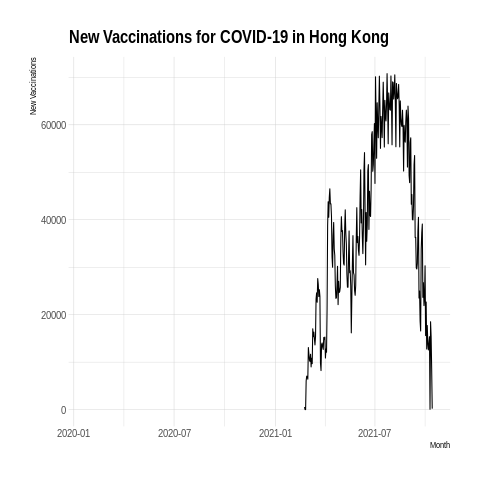 New Vaccinations for COVID-19 in Hong Kong
New Vaccinations
60000
40000
20000
0
2020-01 2020-07 2021-01 2021-07
Month